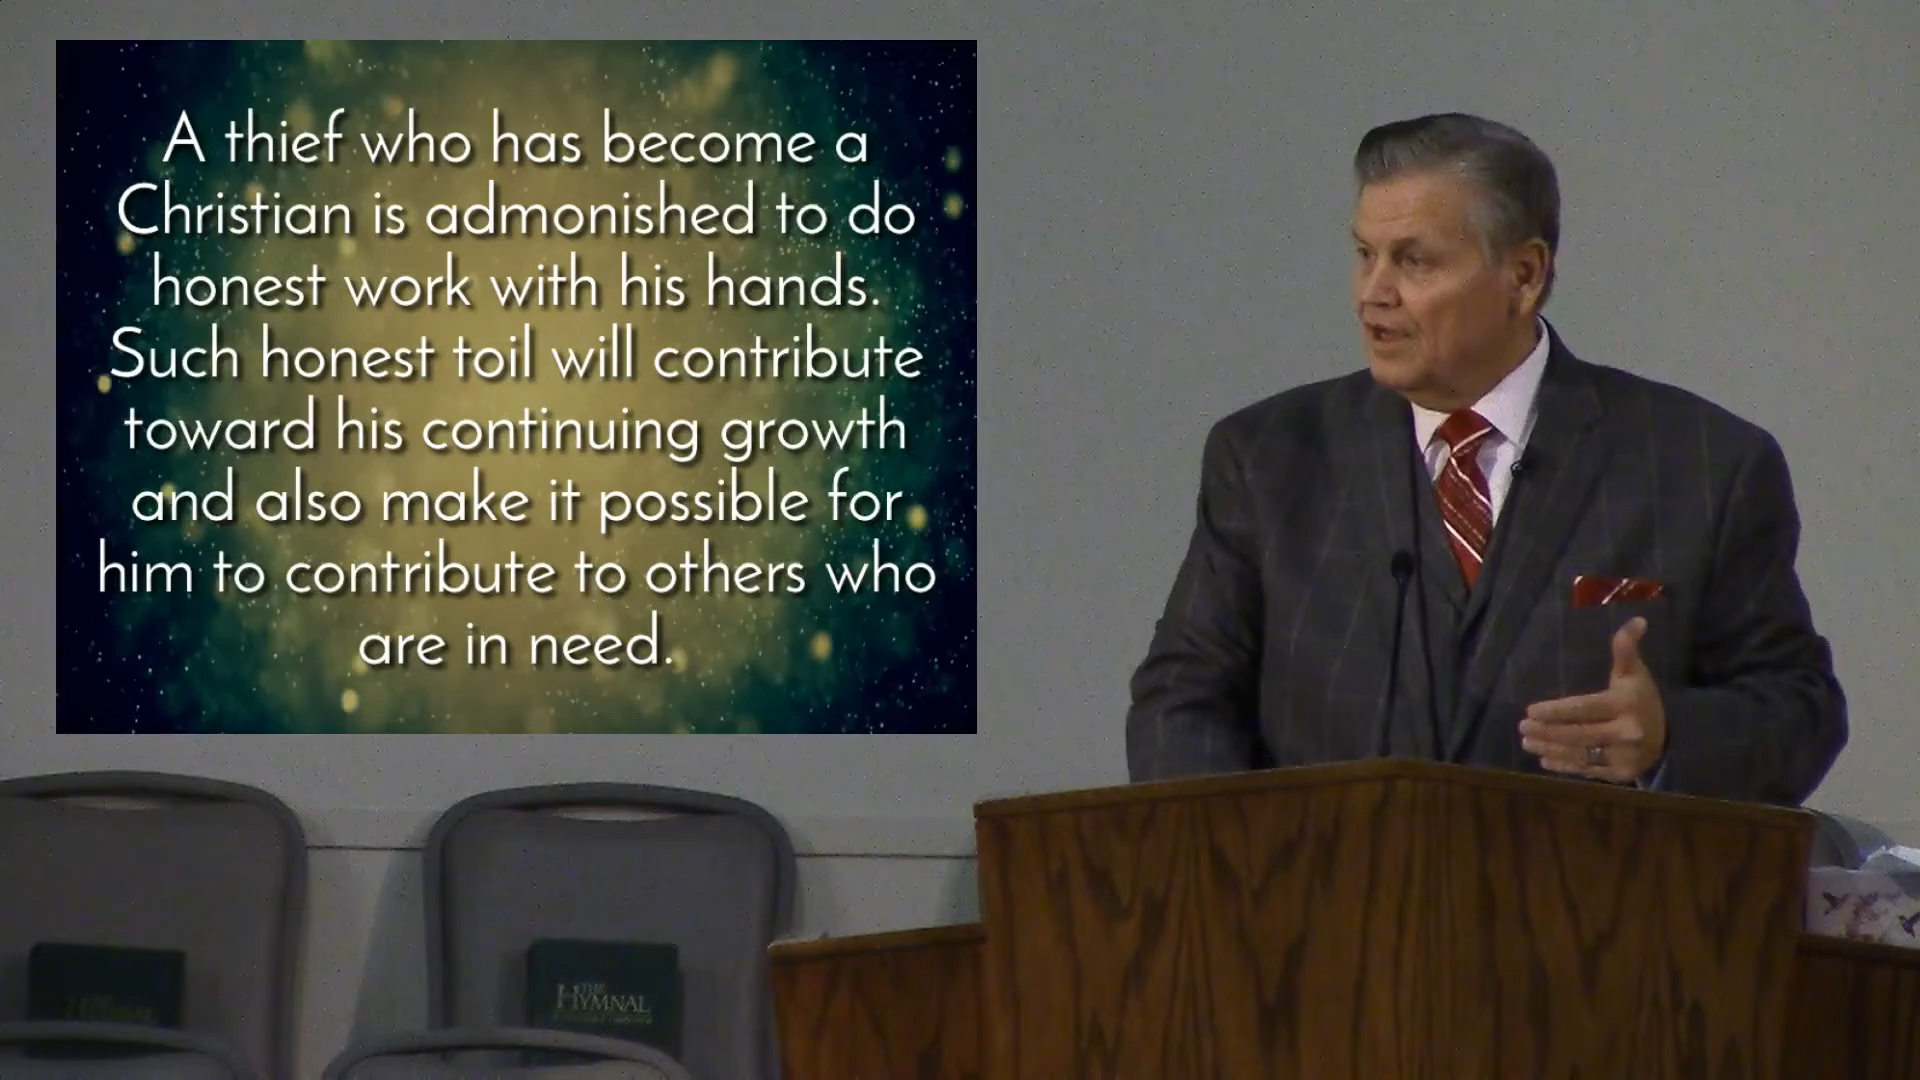 A thief who has become a
Christian is admonished to do
honest work with his hands.
Such honest toil will contribute
toward his continuing growth
and also make it possible for
him to contribute to others who
are in need.
THE
HYMNAL